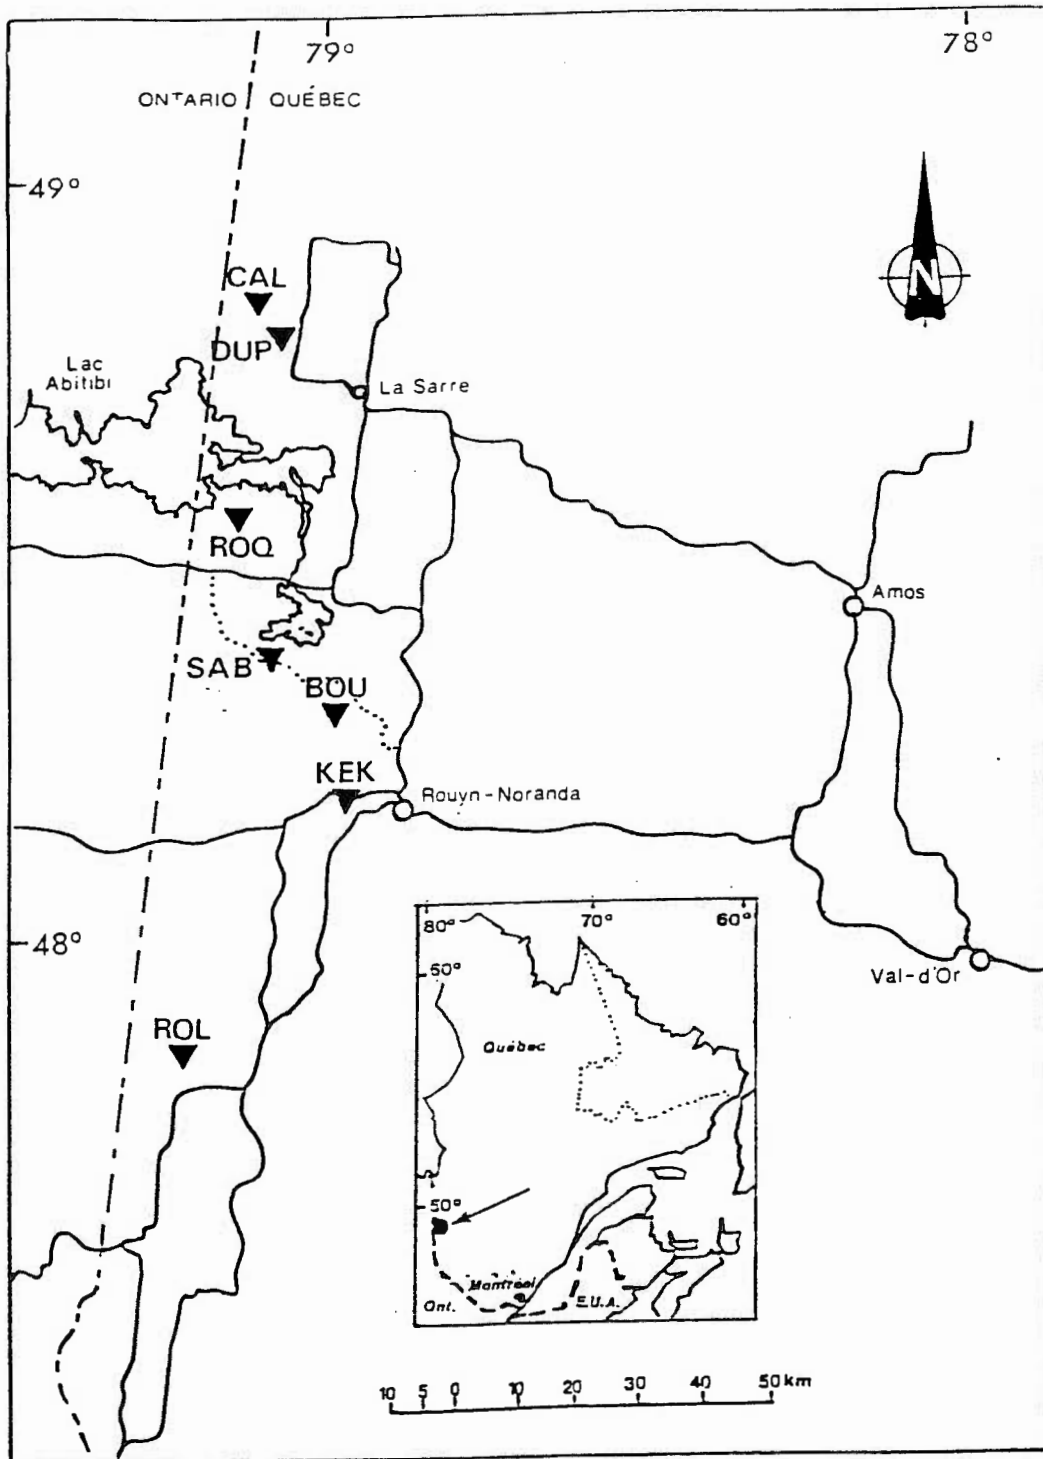 79°
78°
ONTARIO
QUÉBEC
49°
CAL
N
DUP
Lac
Abitibi
La Sarre
ROQ
Amos
SAB
BOU
KEK
Rouyn-Noranda
80°
70°
60°
48°
60°
Val-d'Or
ROL
Québec
50°
Montréal
Ont.
E.U.A.
10 5 0 10 20 30 40 50 km